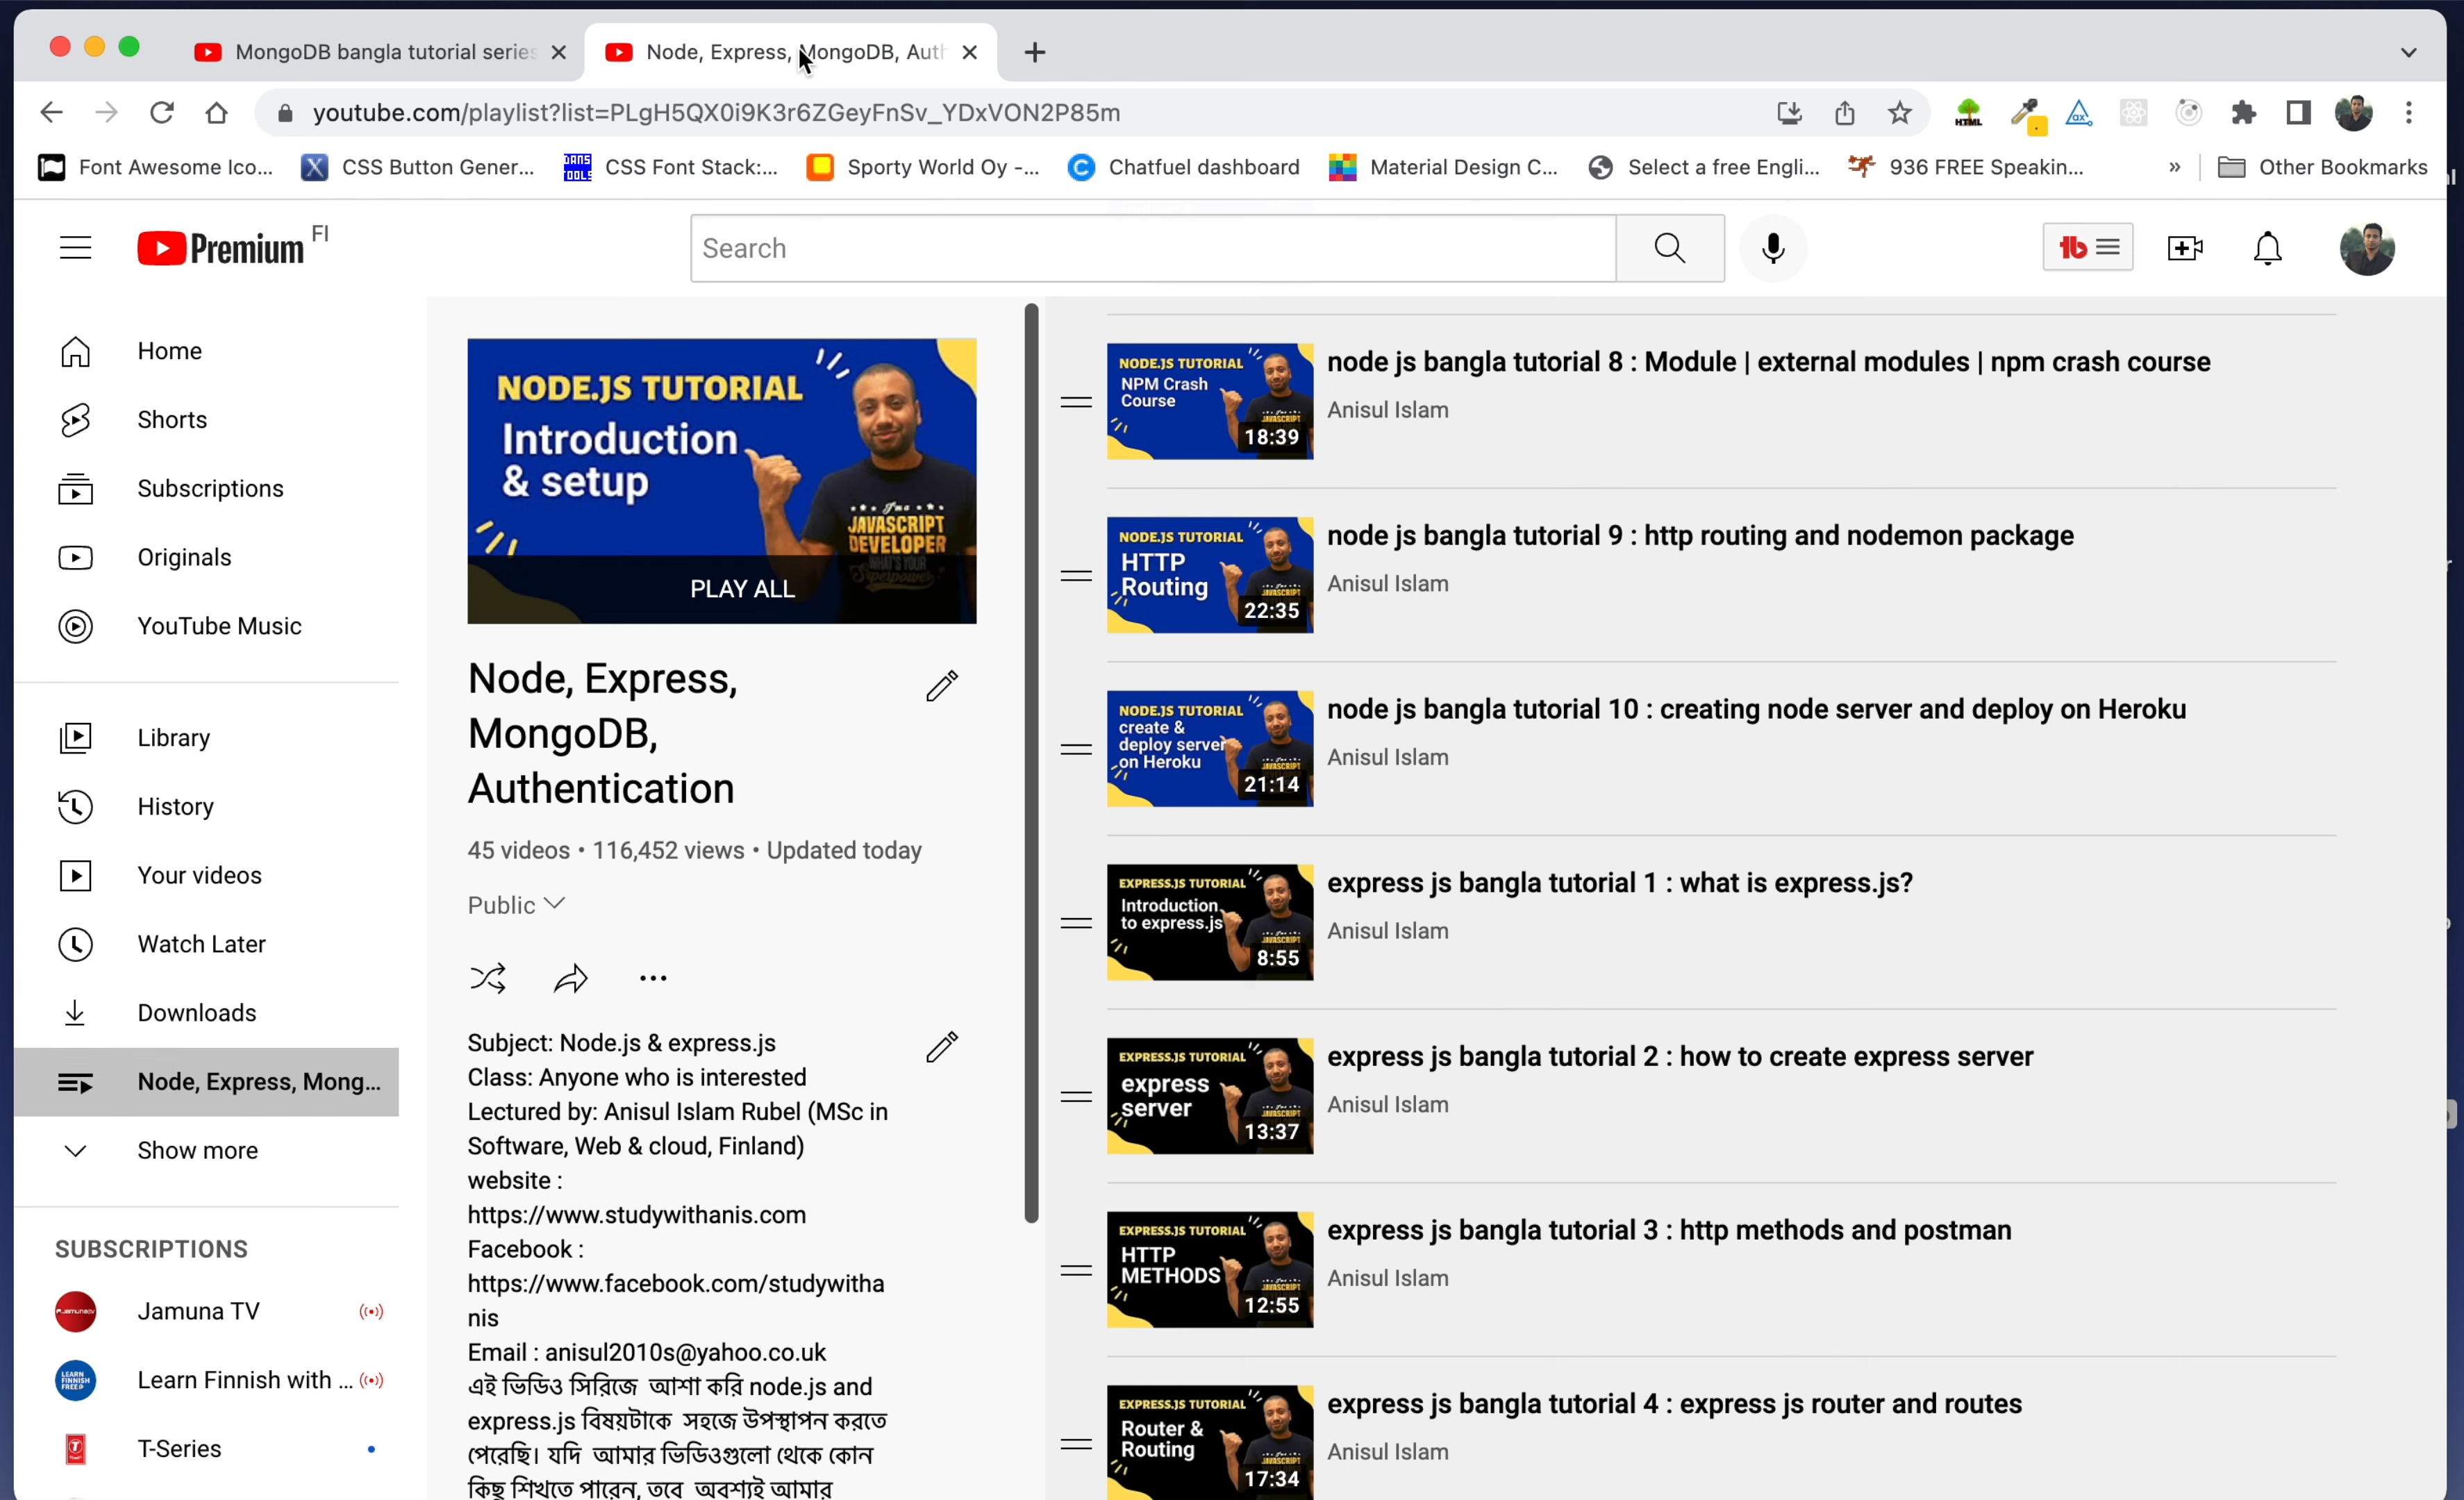 MongoDB bangla tutorial series
Node, Express, MongoDB, Auth
youtube.com/playlist?list=PLgH5QX0i9K3r6ZGeyFnSv_YDxVON2P85m
HTML
Font Awesome Ico...
CSS Button Gener...
DANS TOOLS
CSS Font Stack:...
Sporty World Oy -...
Chatfuel dashboard
Material Design C...
Select a free Engli...
936 FREE Speakin...
»
Other Bookmarks
Premium FI
Search
Home
Shorts
Subscriptions
Originals
YouTube Music
Library
History
Your videos
Watch Later
Downloads
Node, Express, Mong...
Show more
SUBSCRIPTIONS
Jamuna TV
Learn Finnish with ...
T-Series
NODE.JS TUTORIAL
Introduction
& setup
I'm a
JAVASCRIPT
DEVELOPER
WHAT'S YOUR
Superpower
PLAY ALL
Node, Express,
MongoDB,
Authentication
45 videos • 116,452 views • Updated today
Public
Subject: Node.js & express.js
Class: Anyone who is interested
Lectured by: Anisul Islam Rubel (MSc in
Software, Web & cloud, Finland)
website :
https://www.studywithanis.com
Facebook :
https://www.facebook.com/studywitha
nis
Email : anisul2010s@yahoo.co.uk
এই ভিডিও সিরিজে আশা করি node.js and
express.js বিষয়টাকে সহজে উপস্থাপন করতে
পেরেছি। যদি আমার ভিডিওগুলো থেকে কোন
কিছু শিখতে পারেন, তবে অবশ্যই আমার
NODE.JS TUTORIAL
NPM Crash
Course
18:39
node js bangla tutorial 8 : Module | external modules | npm crash course
Anisul Islam
NODE.JS TUTORIAL
HTTP
Routing
22:35
node js bangla tutorial 9 : http routing and nodemon package
Anisul Islam
NODE.JS TUTORIAL
create &
deploy server
on Heroku
21:14
node js bangla tutorial 10 : creating node server and deploy on Heroku
Anisul Islam
EXPRESS.JS TUTORIAL
Introduction
to express.js
8:55
express js bangla tutorial 1 : what is express.js?
Anisul Islam
EXPRESS.JS TUTORIAL
express
server
13:37
express js bangla tutorial 2 : how to create express server
Anisul Islam
EXPRESS.JS TUTORIAL
HTTP
METHODS
12:55
express js bangla tutorial 3 : http methods and postman
Anisul Islam
EXPRESS.JS TUTORIAL
Router &
Routing
17:34
express js bangla tutorial 4 : express js router and routes
Anisul Islam